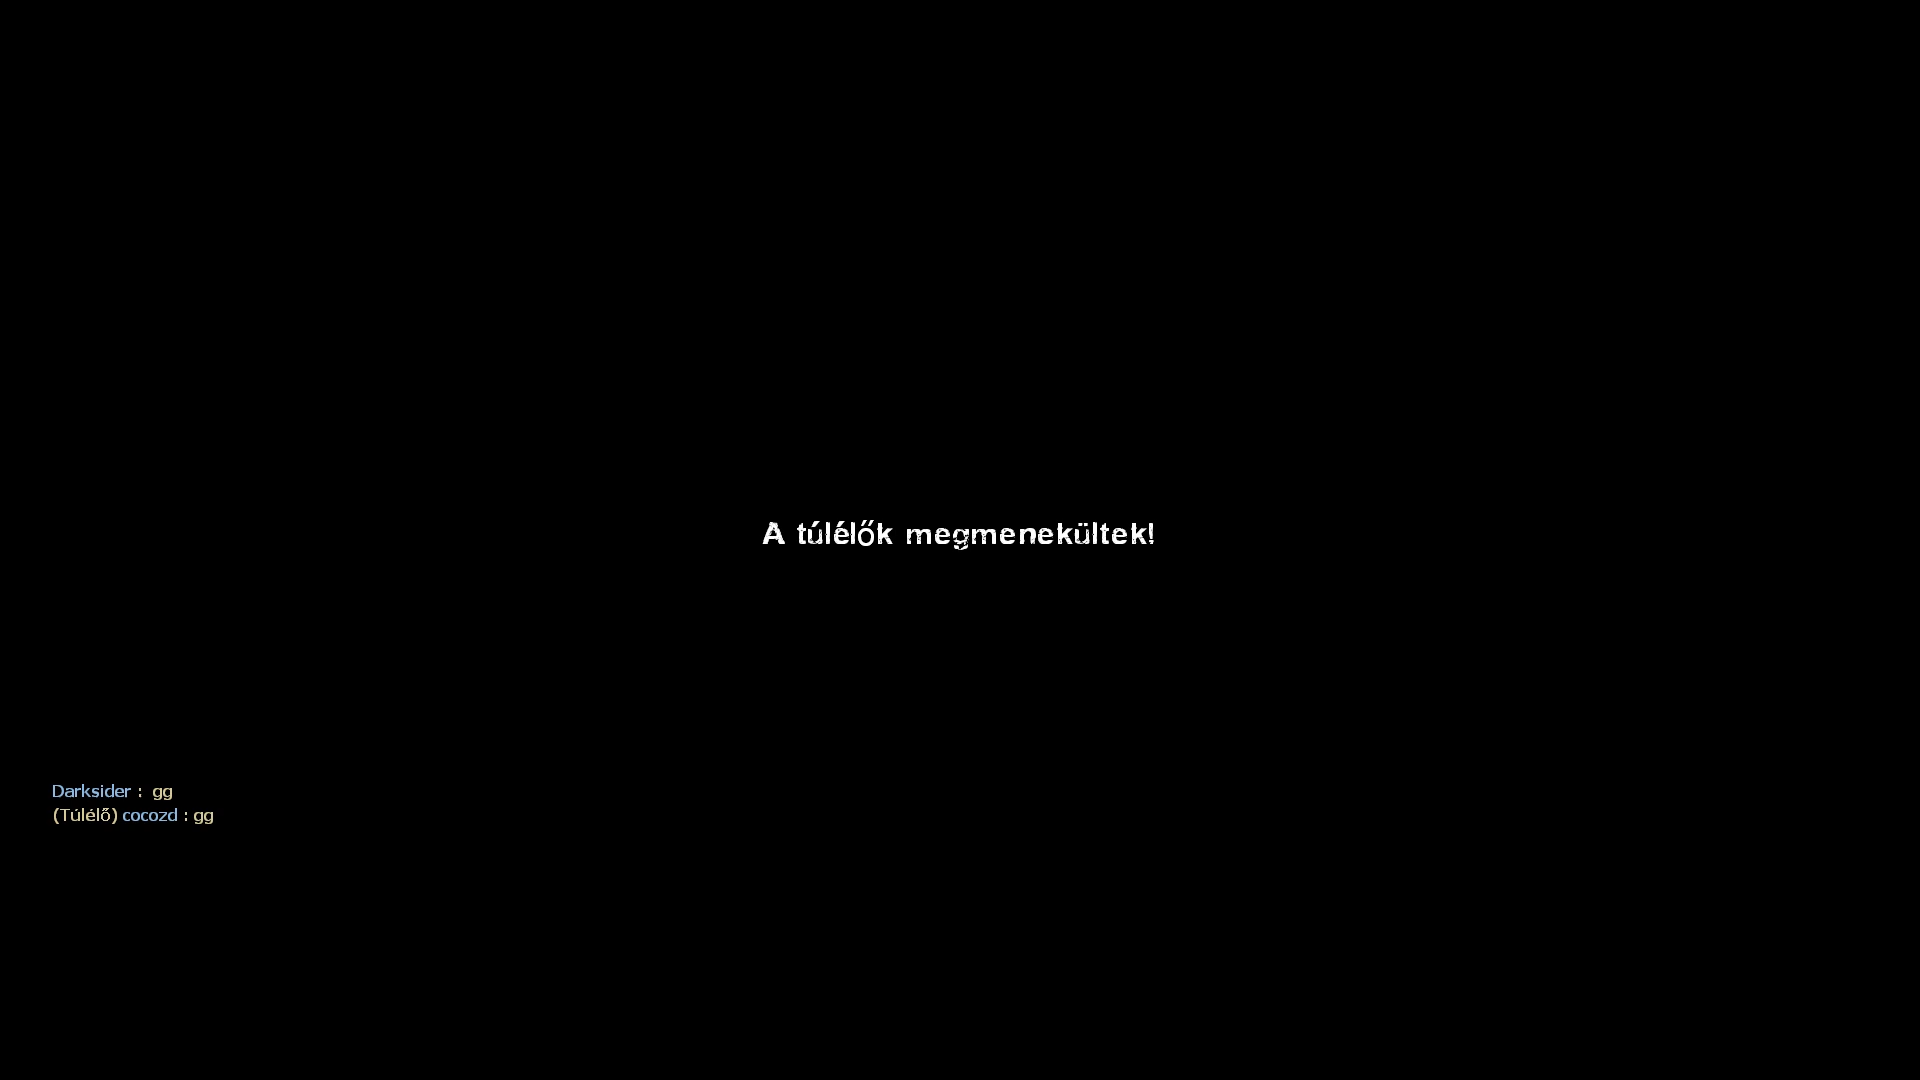 A túlélők megmenekültek!
Darksider : gg
(Túlélő) cocozd : gg